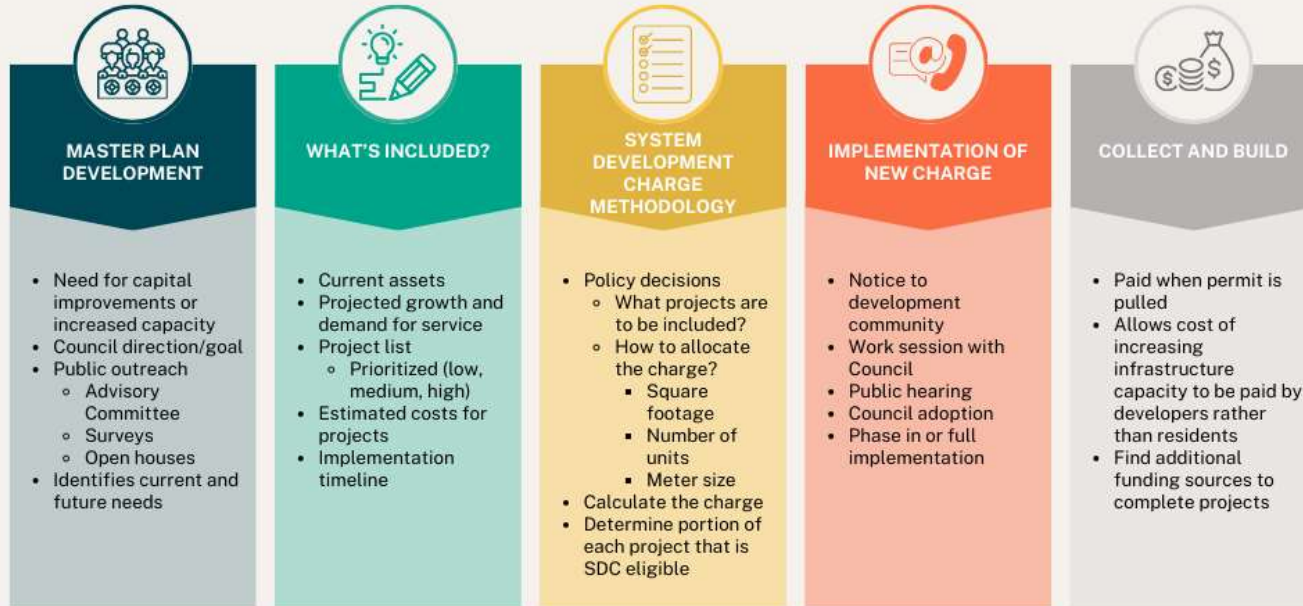 MASTER PLAN
DEVELOPMENT
• Need for capital
improvements or
increased capacity
• Council direction/goal
• Public outreach
◦ Advisory
Committee
◦ Surveys
◦ Open houses
• Identifies current and
future needs
WHAT'S INCLUDED?
• Current assets
• Projected growth and
demand for service
• Project list
◦ Prioritized (low,
medium, high)
• Estimated costs for
projects
• Implementation
timeline
SYSTEM
DEVELOPMENT
CHARGE
METHODOLOGY
• Policy decisions
◦ What projects are
to be included?
◦ How to allocate
the charge?
▪ Square
footage
▪ Number of
units
▪ Meter size
• Calculate the charge
• Determine portion of
each project that is
SDC eligible
IMPLEMENTATION OF
NEW CHARGE
• Notice to
development
community
• Work session with
Council
• Public hearing
• Council adoption
• Phase in or full
implementation
COLLECT AND BUILD
• Paid when permit is
pulled
• Allows cost of
increasing
infrastructure
capacity to be paid by
developers rather
than residents
• Find additional
funding sources to
complete projects